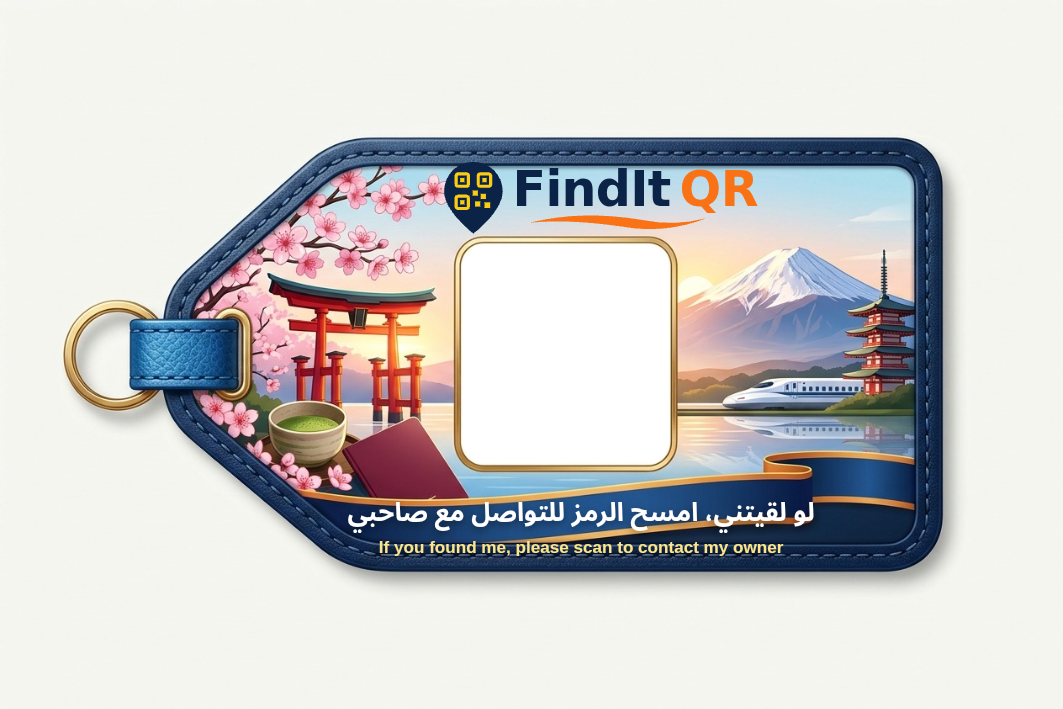 FindIt QR
لو لقيتني، امسح الرمز للتواصل مع صاحبي
If you found me, please scan to contact my owner